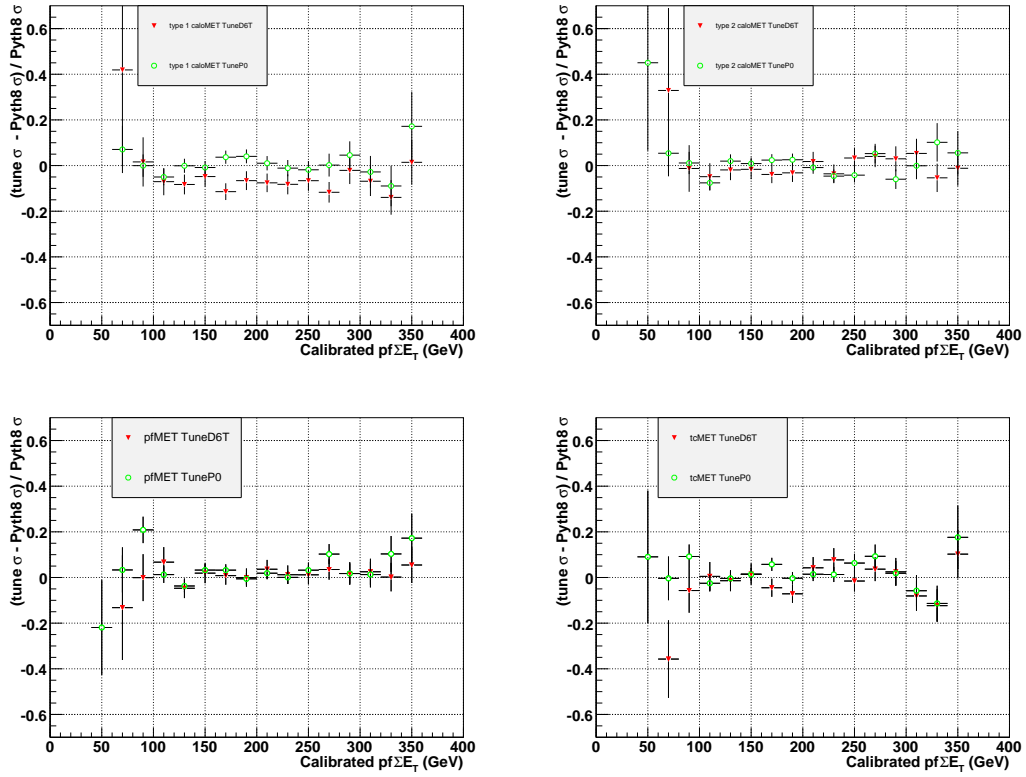 (tune σ - Pyth8 σ) / Pyth8 σ
0.6
0.4
0.2
0
-0.2
-0.4
-0.6
type 1 caloMET TuneD6T
type 1 caloMET TuneP0
0 50 100 150 200 250 300 350 400
Calibrated pfΣE_T (GeV)
(tune σ - Pyth8 σ) / Pyth8 σ
0.6
0.4
0.2
0
-0.2
-0.4
-0.6
type 2 caloMET TuneD6T
type 2 caloMET TuneP0
0 50 100 150 200 250 300 350 400
Calibrated pfΣE_T (GeV)
(tune σ - Pyth8 σ) / Pyth8 σ
0.6
0.4
0.2
0
-0.2
-0.4
-0.6
pfMET TuneD6T
pfMET TuneP0
0 50 100 150 200 250 300 350 400
Calibrated pfΣE_T (GeV)
(tune σ - Pyth8 σ) / Pyth8 σ
0.6
0.4
0.2
0
-0.2
-0.4
-0.6
tcMET TuneD6T
tcMET TuneP0
0 50 100 150 200 250 300 350 400
Calibrated pfΣE_T (GeV)